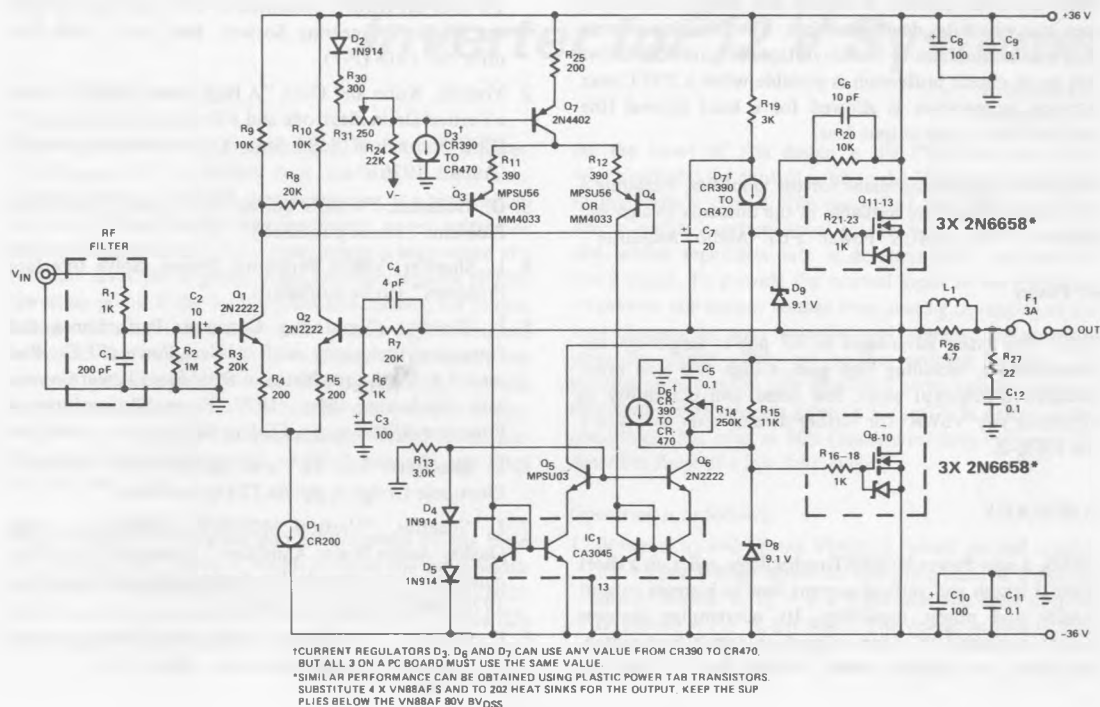 +36 V
D2
1N914
R30
300
R25
200
C8
100
C9
0.1
R9
10K
R10
10K
R31
250
R24
22K
V-
D3†
CR390
TO
CR470
Q7
2N4402
R19
3K
C6
10 pF
R20
10K
R8
20K
R11
390
R12
390
Q3
MPSU56
OR
MM4033
MPSU56
OR
MM4033
Q4
D7†
CR390
TO
CR470
C7
20
Q11-13
R21-23
3X 2N6658*
RF
FILTER
VIN
R1
1K
C1
200 pF
C2
10
R2
1M
R3
20K
Q1
2N2222
Q2
2N2222
C4
4 pF
R7
20K
R6
1K
C3
100
R4
200
R5
200
D9
9.1 V
L1
R26
4.7
F1
3A
OUT
R27
22
C12
0.1
D6†
CR
390
TO
CR
470
C5
0.1
R14
250K
R15
11K
Q8-10
R16-18
1K
3X 2N6658*
R13
3.0K
Q5
MPSU03
Q6
2N2222
D4
1N914
D5
1N914
IC1
CA3045
13
D8
9.1 V
D1
CR200
C10
100
C11
0.1
-36 V
†CURRENT REGULATORS D3, D6 AND D7 CAN USE ANY VALUE FROM CR390 TO CR470,
BUT ALL 3 ON A PC BOARD MUST USE THE SAME VALUE.
*SIMILAR PERFORMANCE CAN BE OBTAINED USING PLASTIC POWER TAB TRANSISTORS.
SUBSTITUTE 4 X VN88AF S AND TO 202 HEAT SINKS FOR THE OUTPUT. KEEP THE SUP
PLIES BELOW THE VN88AF 80V BVDSS